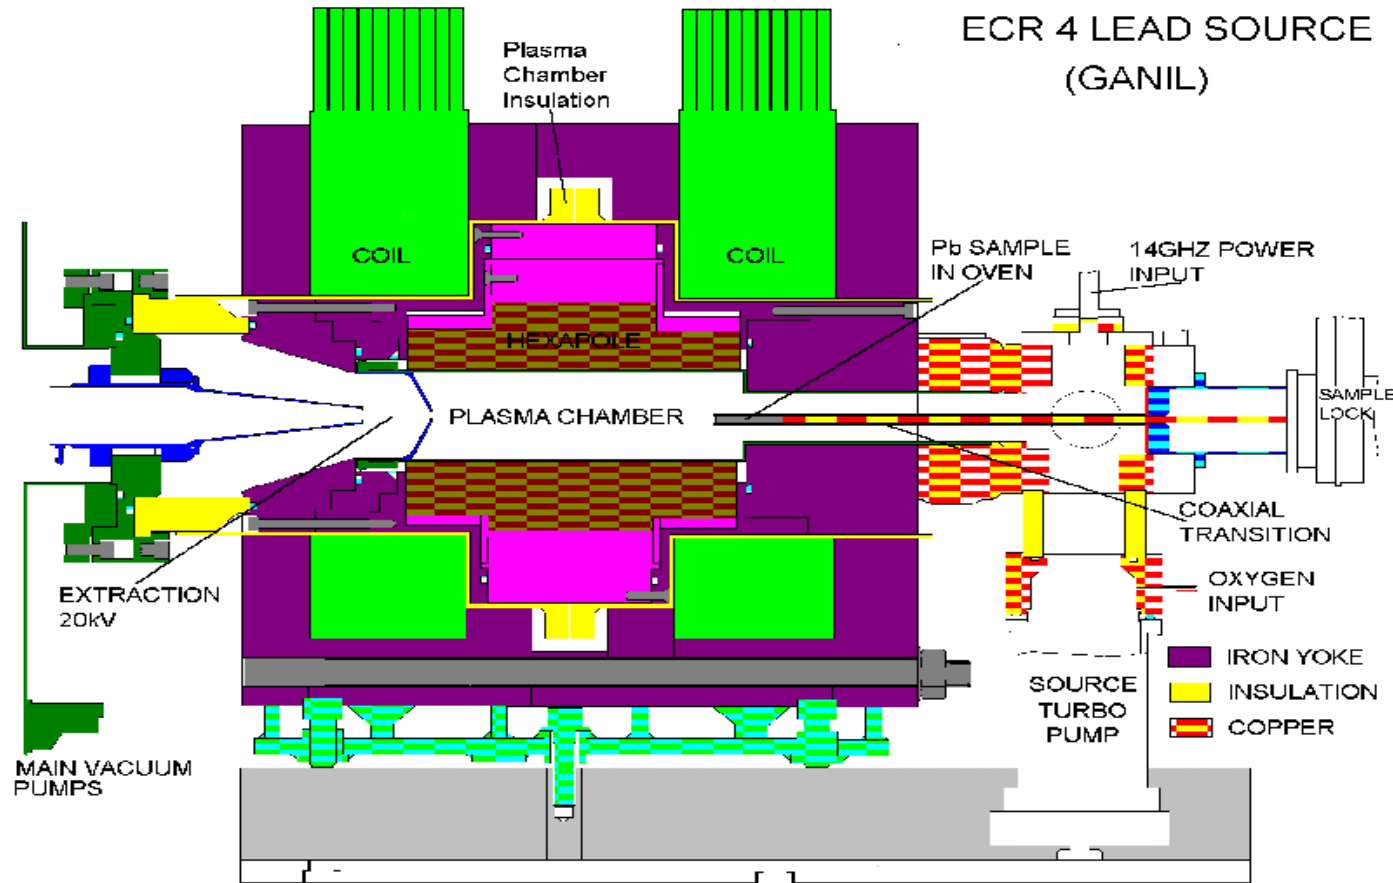 ECR 4 LEAD SOURCE
(GANIL)
Plasma
Chamber
Insulation
COIL
COIL
Pb SAMPLE
IN OVEN
14GHZ POWER
INPUT
HEXAPOLE
PLASMA CHAMBER
SAMPLE
LOCK
COAXIAL
TRANSITION
EXTRACTION
20kV
OXYGEN
INPUT
IRON YOKE
INSULATION
COPPER
SOURCE
TURBO
PUMP
MAIN VACUUM
PUMPS